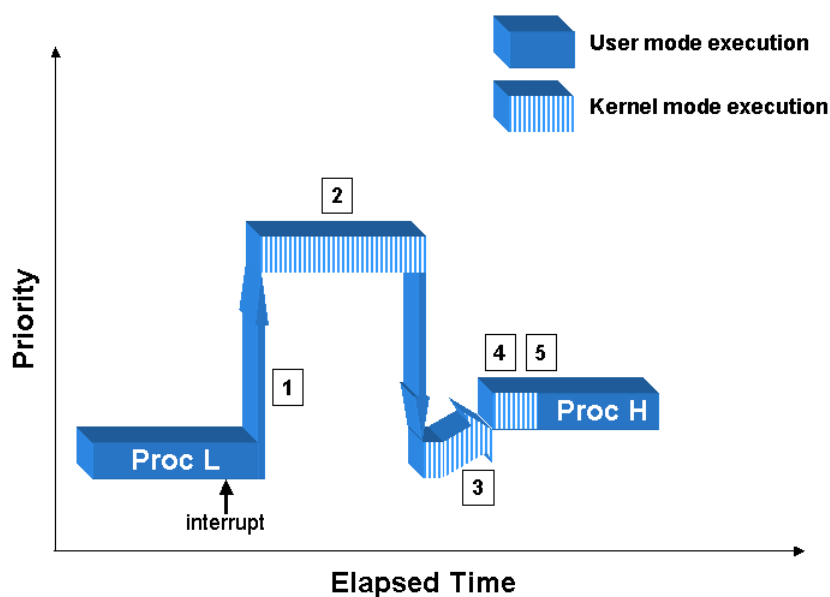 User mode execution
Kernel mode execution
2
Priority
4 5
1
Proc H
Proc L
3
interrupt
Elapsed Time